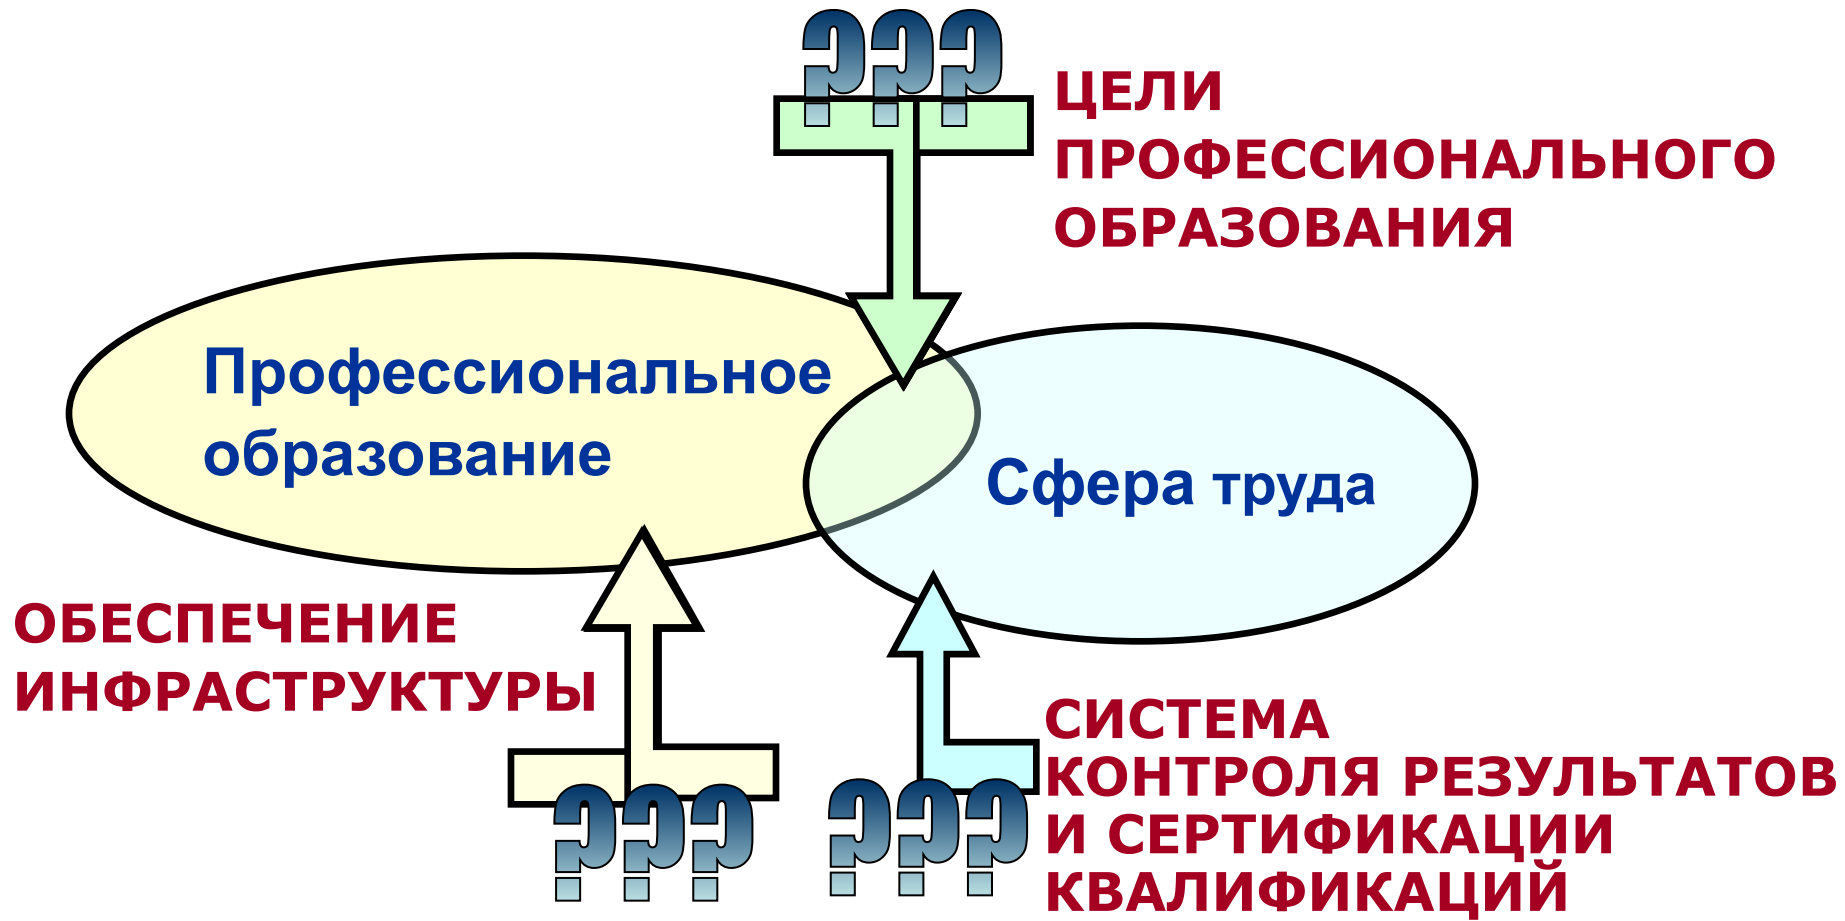 ???
ЦЕЛИ
ПРОФЕССИОНАЛЬНОГО
ОБРАЗОВАНИЯ
Профессиональное
образование
Сфера труда
ОБЕСПЕЧЕНИЕ
ИНФРАСТРУКТУРЫ
???
???
СИСТЕМА
КОНТРОЛЯ РЕЗУЛЬТАТОВ
И СЕРТИФИКАЦИИ
КВАЛИФИКАЦИЙ